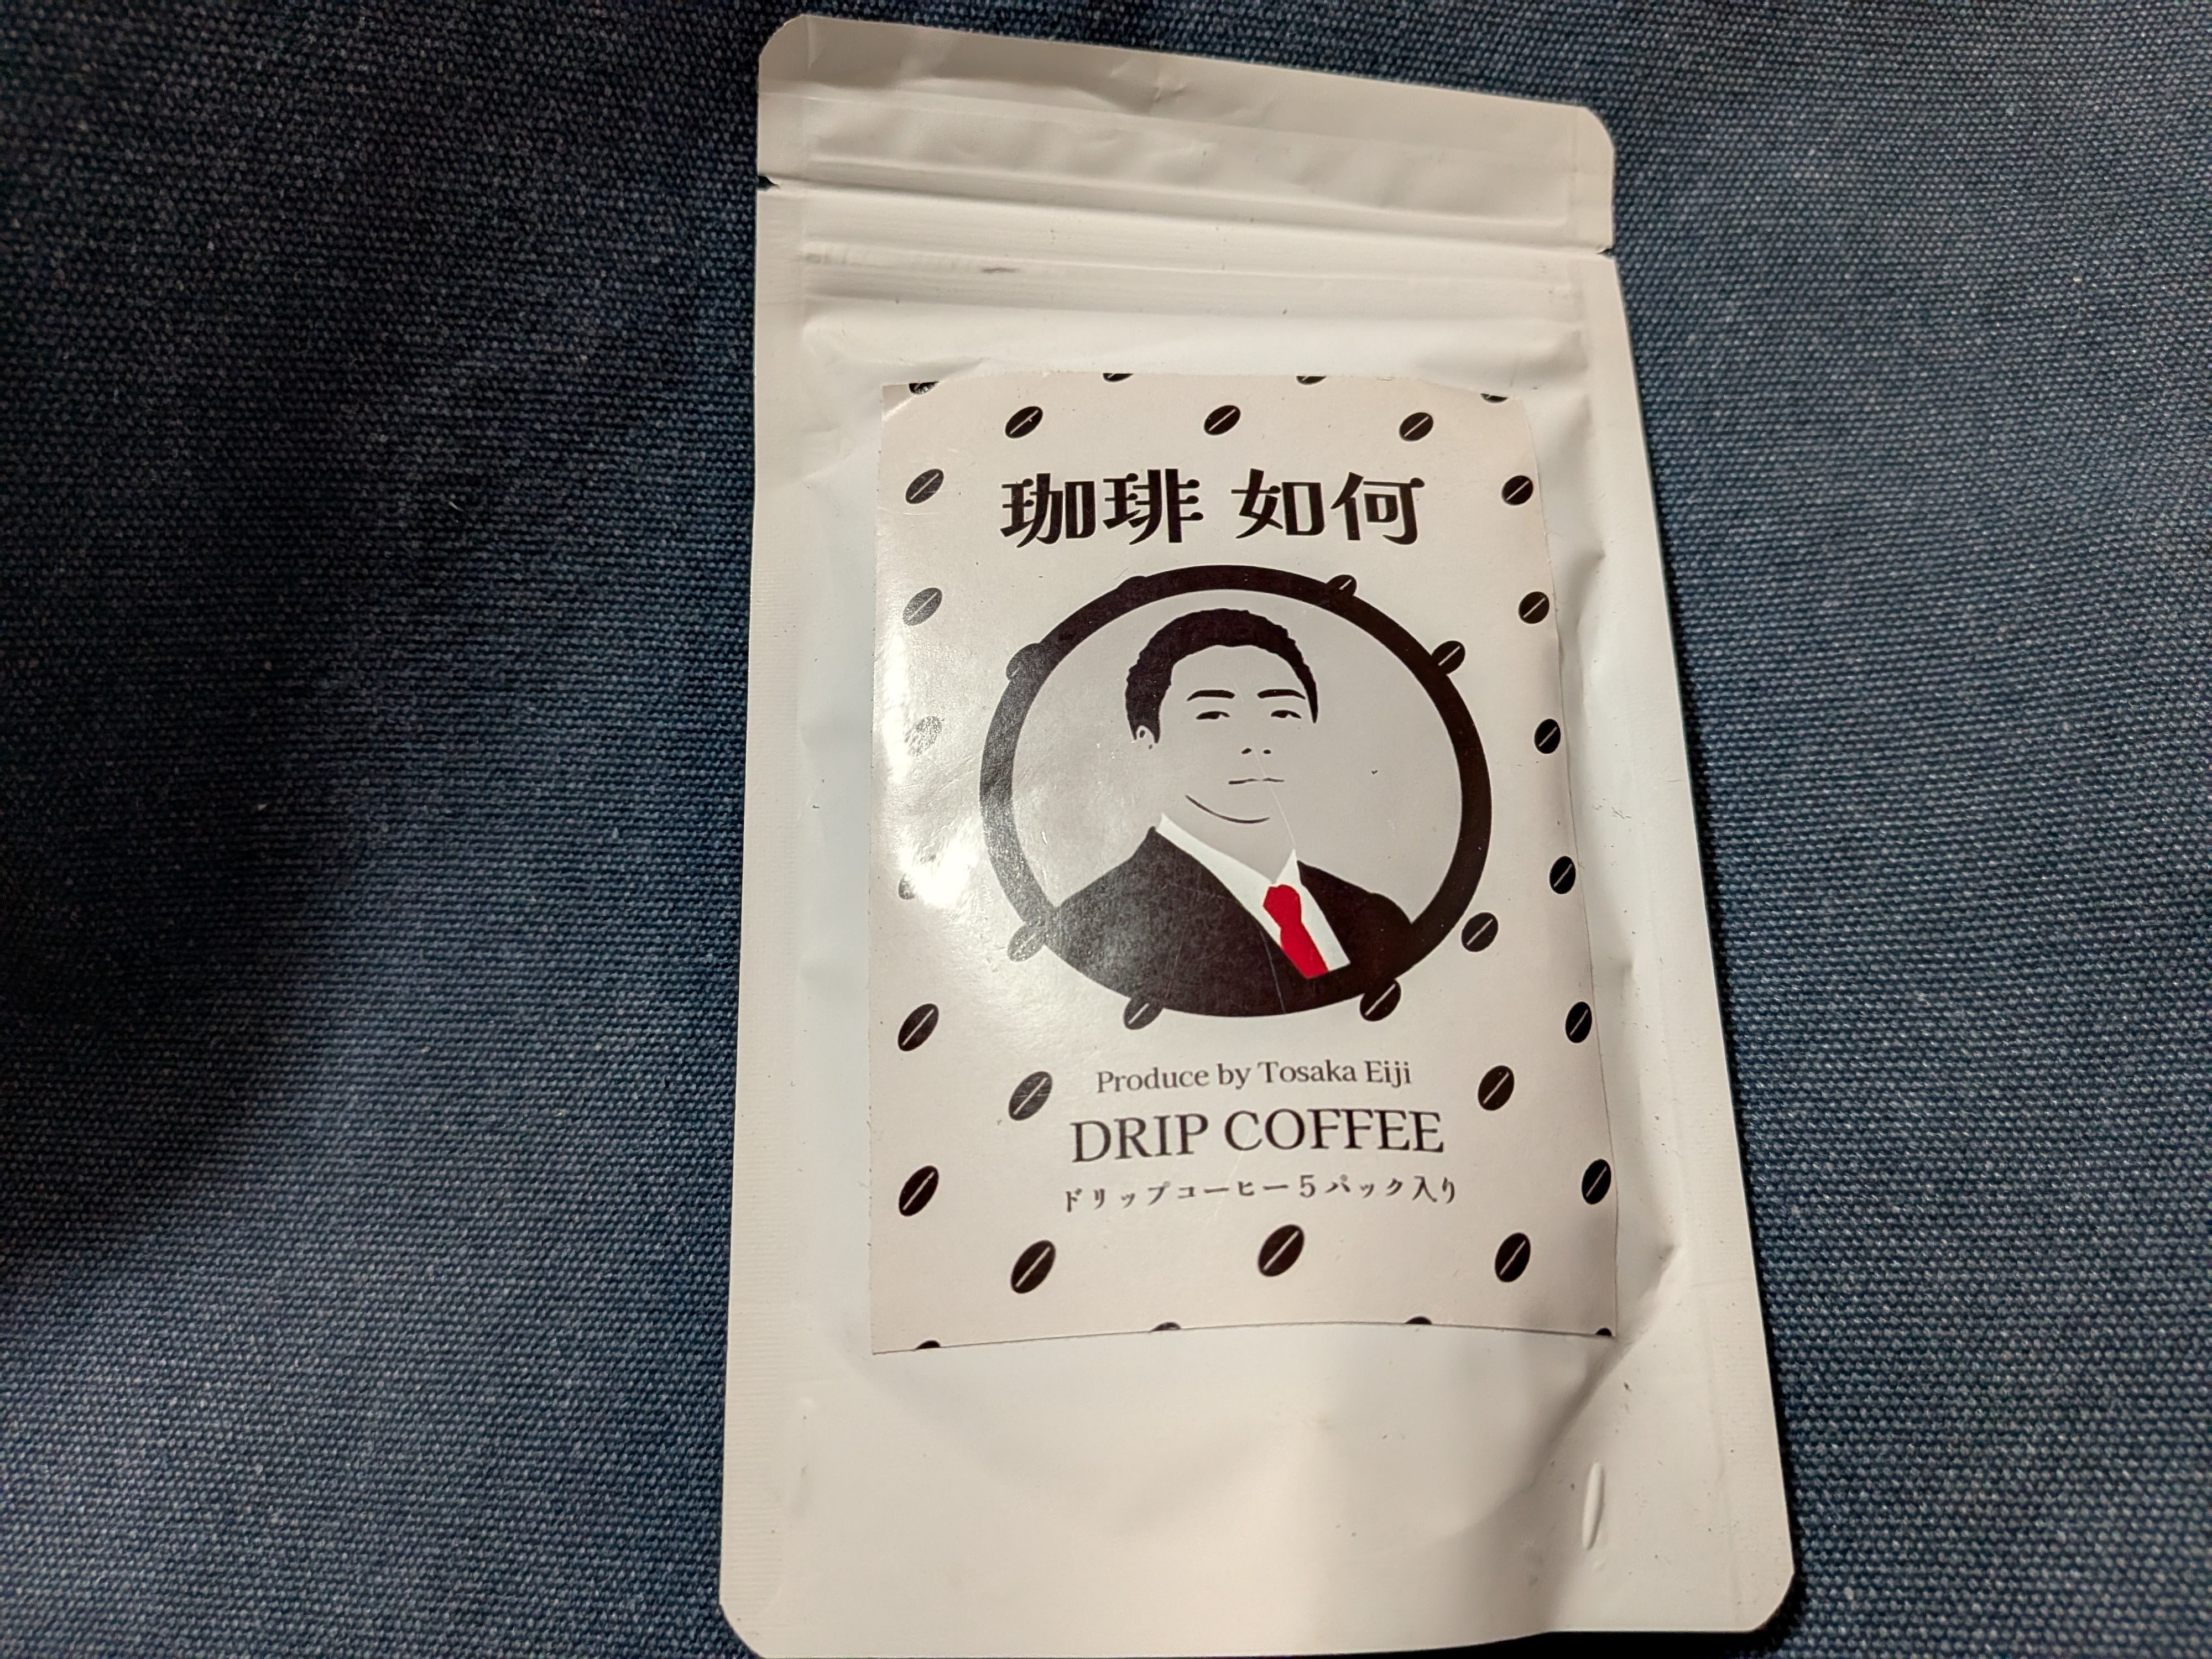 珈琲 如何
Produce by Tosaka Eiji
DRIP COFFEE
ドリップコーヒー5パック入り